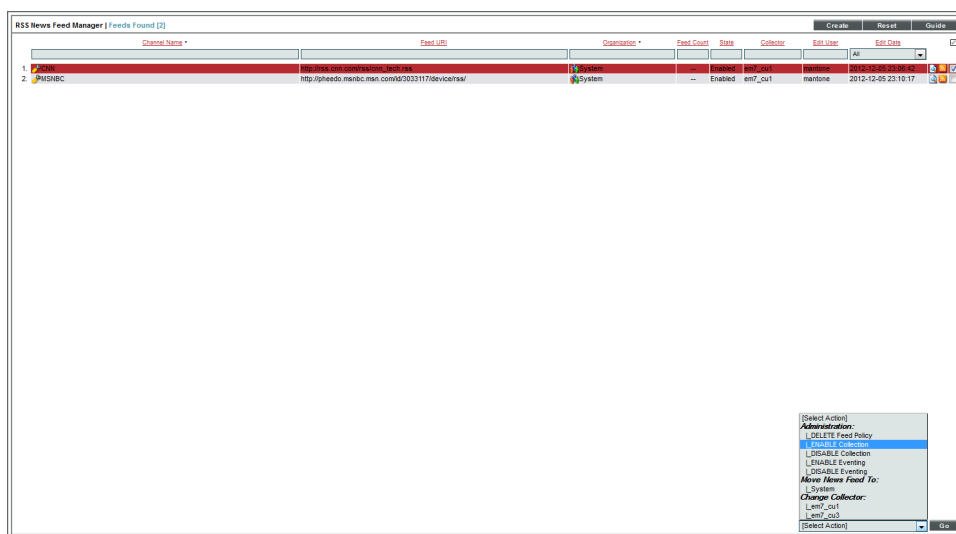 RSS News Feed Manager | Feeds Found [2] Create Reset Guide
Channel Name • Feed URI Organization • Feed Count State Collector Edit User Edit Date
All
1. CNN http://rss.cnn.com/rss/cnn_tech.rss System -- Enabled em7_cu1 mantone 2012-12-05 23:06:42
2. MSNBC http://pheedo.msnbc.msn.com/id/3033117/device/rss/ System -- Enabled em7_cu1 mantone 2012-12-05 23:10:17
[Select Action]
Administration:
|_DELETE Feed Policy
|_ENABLE Collection
|_DISABLE Collection
|_ENABLE Eventing
|_DISABLE Eventing
Move News Feed To:
|_System
Change Collector:
|_em7_cu1
|_em7_cu3
[Select Action] Go